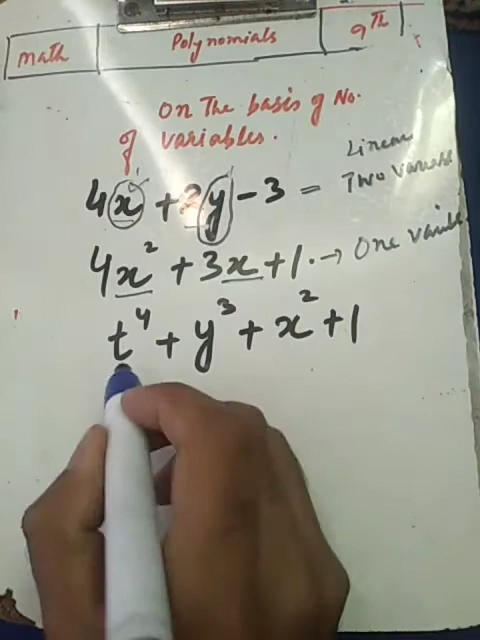 math
Polynomials
9th
On The basis of No.
of variables.
4x + 2y - 3 = Linear
Two variable
4x² + 3x + 1. → One varible
t⁴ + y³ + x² + 1